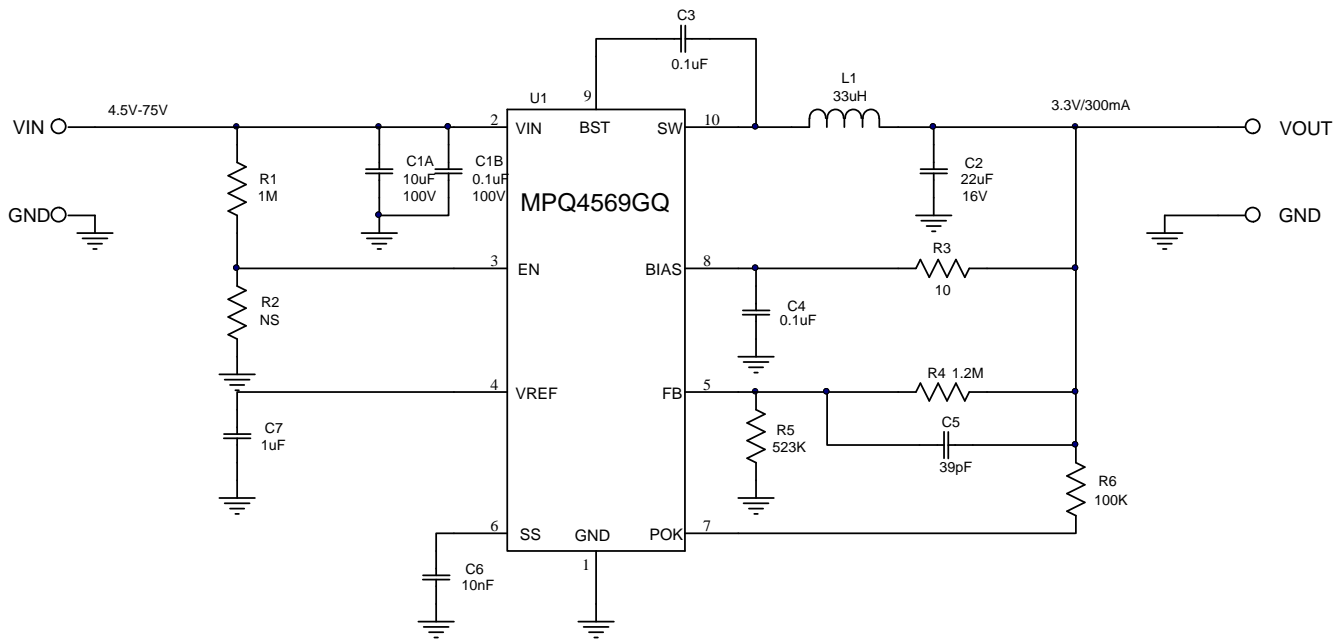 C3
0.1uF
L1
33uH
4.5V-75V
U1
9
3.3V/300mA
VIN
2
VIN
BST
SW
10
VOUT
R1
1M
C1A
10uF
100V
C1B
0.1uF
100V
C2
22uF
16V
MPQ4569GQ
GND
GND
3
EN
BIAS
8
R3
10
R2
NS
C4
0.1uF
4
VREF
FB
5
R4 1.2M
C7
1uF
R5
523K
C5
39pF
R6
100K
6
SS
GND
POK
7
1
C6
10nF